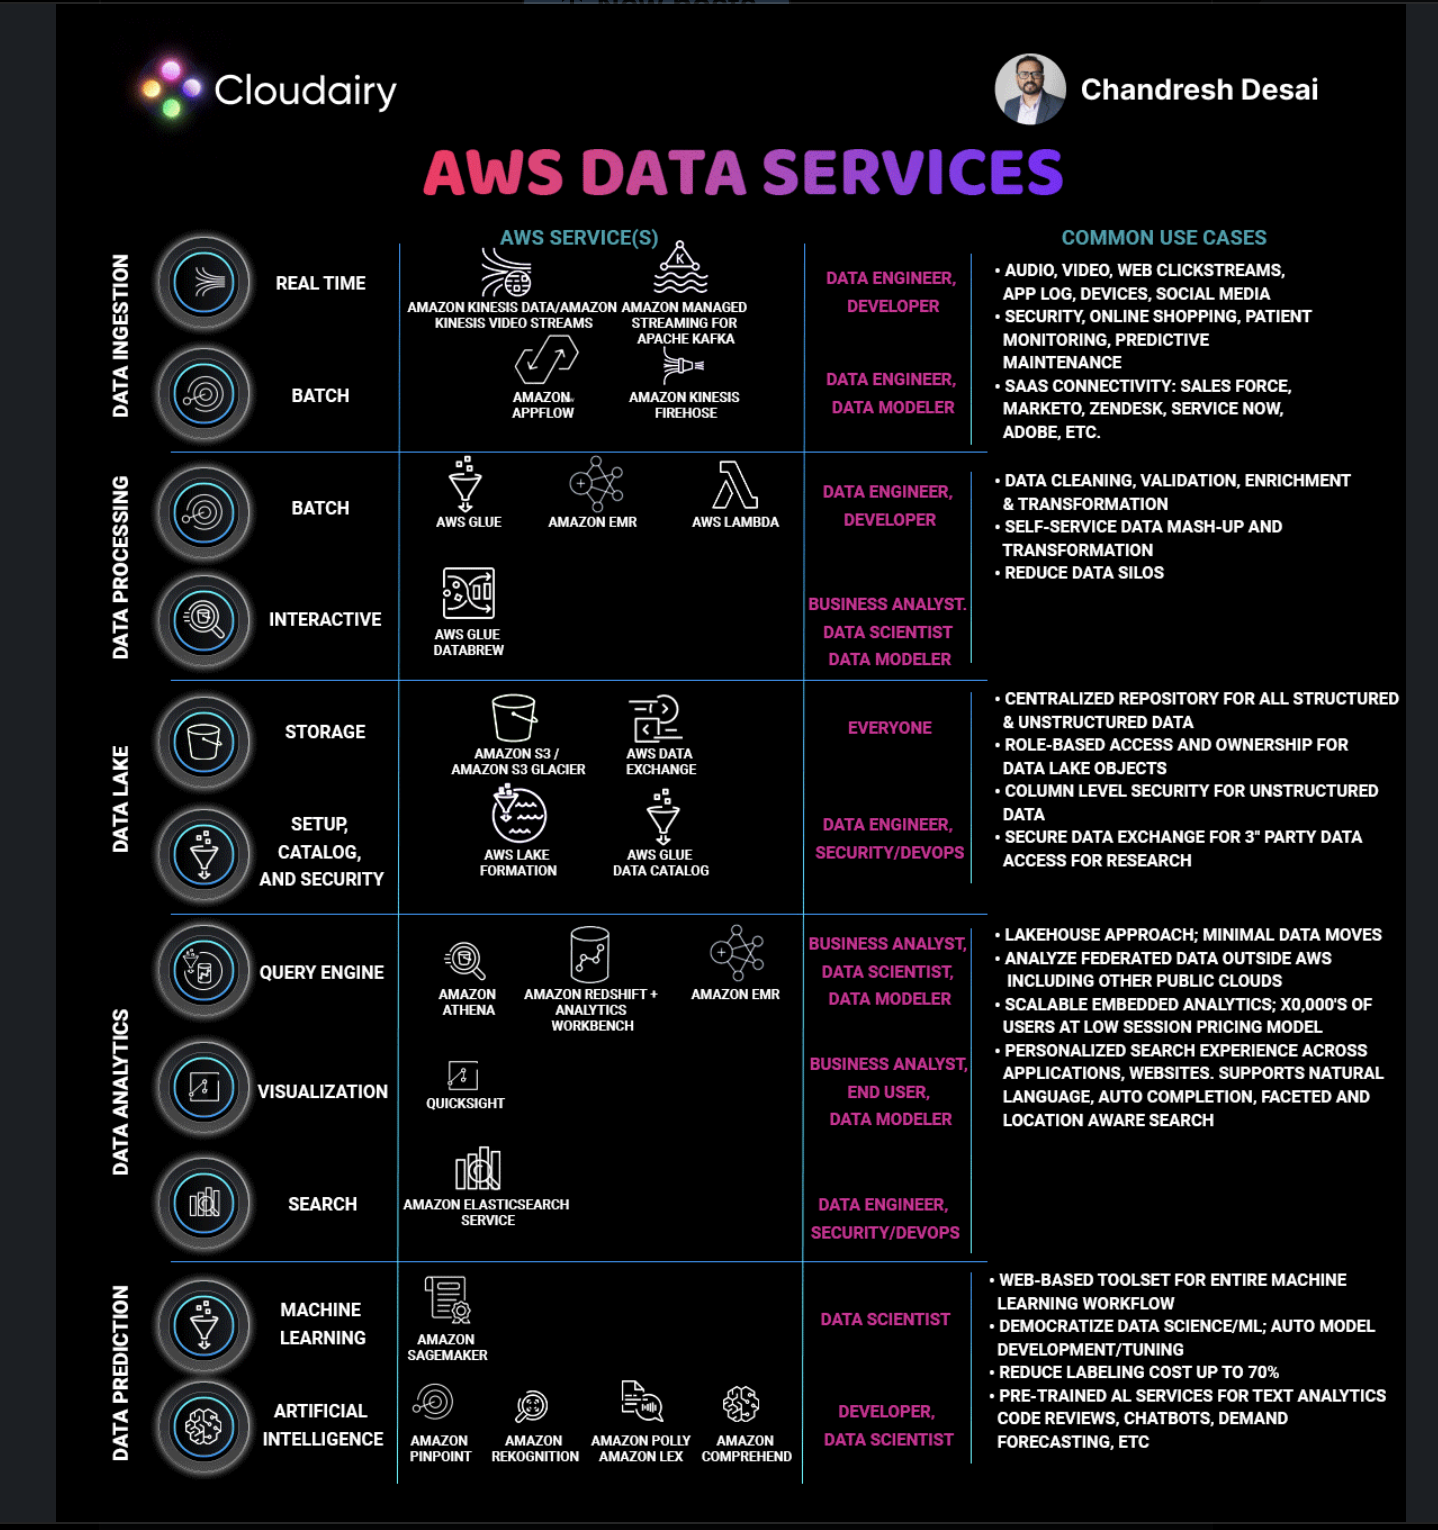 Cloudairy
Chandresh Desai
AWS DATA SERVICES
AWS SERVICE(S)
COMMON USE CASES
DATA INGESTION
REAL TIME
AMAZON KINESIS DATA/AMAZON
KINESIS VIDEO STREAMS
AMAZON MANAGED
STREAMING FOR
APACHE KAFKA
DATA ENGINEER,
DEVELOPER
BATCH
AMAZON
APPFLOW
AMAZON KINESIS
FIREHOSE
DATA ENGINEER,
DATA MODELER
• AUDIO, VIDEO, WEB CLICKSTREAMS,
APP LOG, DEVICES, SOCIAL MEDIA
• SECURITY, ONLINE SHOPPING, PATIENT
MONITORING, PREDICTIVE
MAINTENANCE
• SAAS CONNECTIVITY: SALES FORCE,
MARKETO, ZENDESK, SERVICE NOW,
ADOBE, ETC.
DATA PROCESSING
BATCH
AWS GLUE
AMAZON EMR
AWS LAMBDA
DATA ENGINEER,
DEVELOPER
INTERACTIVE
AWS GLUE
DATABREW
BUSINESS ANALYST.
DATA SCIENTIST
DATA MODELER
• DATA CLEANING, VALIDATION, ENRICHMENT
& TRANSFORMATION
• SELF-SERVICE DATA MASH-UP AND
TRANSFORMATION
• REDUCE DATA SILOS
DATA LAKE
STORAGE
AMAZON S3 /
AMAZON S3 GLACIER
AWS DATA
EXCHANGE
EVERYONE
SETUP,
CATALOG,
AND SECURITY
AWS LAKE
FORMATION
AWS GLUE
DATA CATALOG
DATA ENGINEER,
SECURITY/DEVOPS
• CENTRALIZED REPOSITORY FOR ALL STRUCTURED
& UNSTRUCTURED DATA
• ROLE-BASED ACCESS AND OWNERSHIP FOR
DATA LAKE OBJECTS
• COLUMN LEVEL SECURITY FOR UNSTRUCTURED
DATA
• SECURE DATA EXCHANGE FOR 3" PARTY DATA
ACCESS FOR RESEARCH
DATA ANALYTICS
QUERY ENGINE
AMAZON
ATHENA
AMAZON REDSHIFT +
ANALYTICS
WORKBENCH
AMAZON EMR
BUSINESS ANALYST,
DATA SCIENTIST,
DATA MODELER
VISUALIZATION
QUICKSIGHT
BUSINESS ANALYST,
END USER,
DATA MODELER
SEARCH
AMAZON ELASTICSEARCH
SERVICE
DATA ENGINEER,
SECURITY/DEVOPS
• LAKEHOUSE APPROACH; MINIMAL DATA MOVES
• ANALYZE FEDERATED DATA OUTSIDE AWS
INCLUDING OTHER PUBLIC CLOUDS
• SCALABLE EMBEDDED ANALYTICS; X0,000'S OF
USERS AT LOW SESSION PRICING MODEL
• PERSONALIZED SEARCH EXPERIENCE ACROSS
APPLICATIONS, WEBSITES. SUPPORTS NATURAL
LANGUAGE, AUTO COMPLETION, FACETED AND
LOCATION AWARE SEARCH
DATA PREDICTION
MACHINE
LEARNING
AMAZON
SAGEMAKER
DATA SCIENTIST
ARTIFICIAL
INTELLIGENCE
AMAZON
PINPOINT
AMAZON
REKOGNITION
AMAZON POLLY
AMAZON LEX
AMAZON
COMPREHEND
DEVELOPER,
DATA SCIENTIST
• WEB-BASED TOOLSET FOR ENTIRE MACHINE
LEARNING WORKFLOW
• DEMOCRATIZE DATA SCIENCE/ML; AUTO MODEL
DEVELOPMENT/TUNING
• REDUCE LABELING COST UP TO 70%
• PRE-TRAINED AL SERVICES FOR TEXT ANALYTICS
CODE REVIEWS, CHATBOTS, DEMAND
FORECASTING, ETC